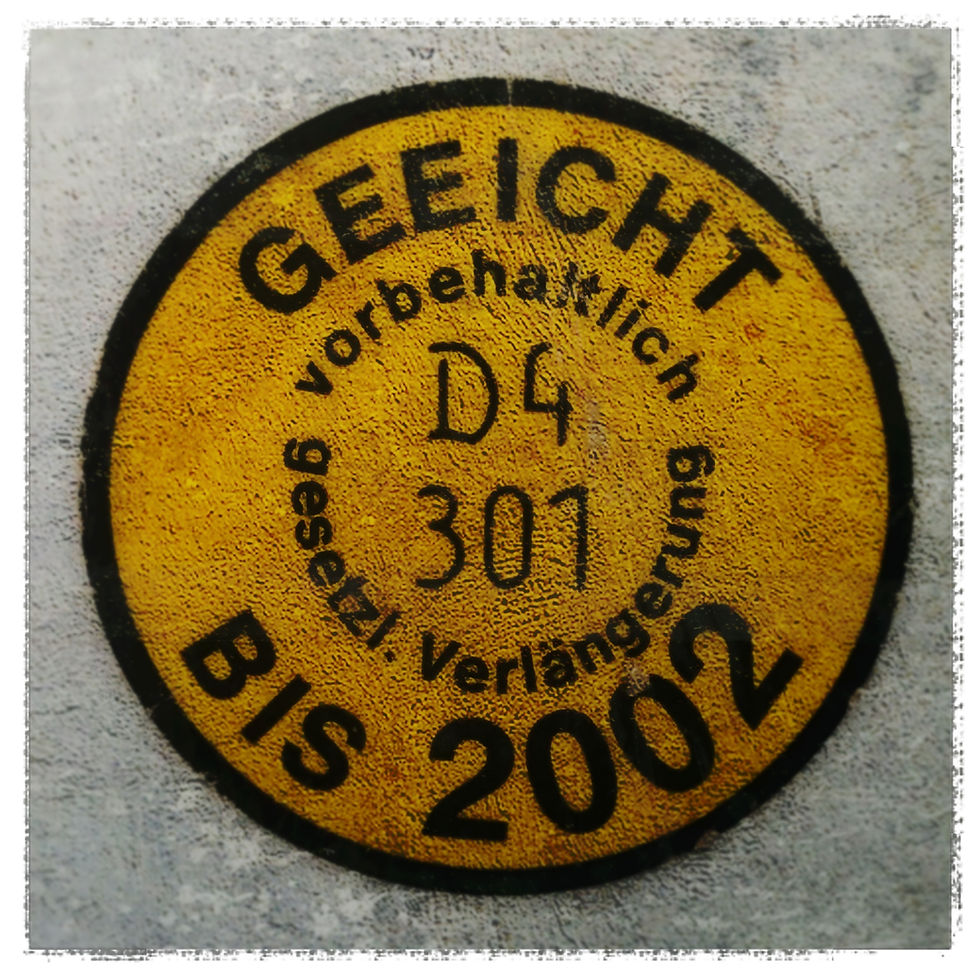 GEEICHT
vorbehaltlich
D4
301
gesetzl. Verlängerung
BIS 2002